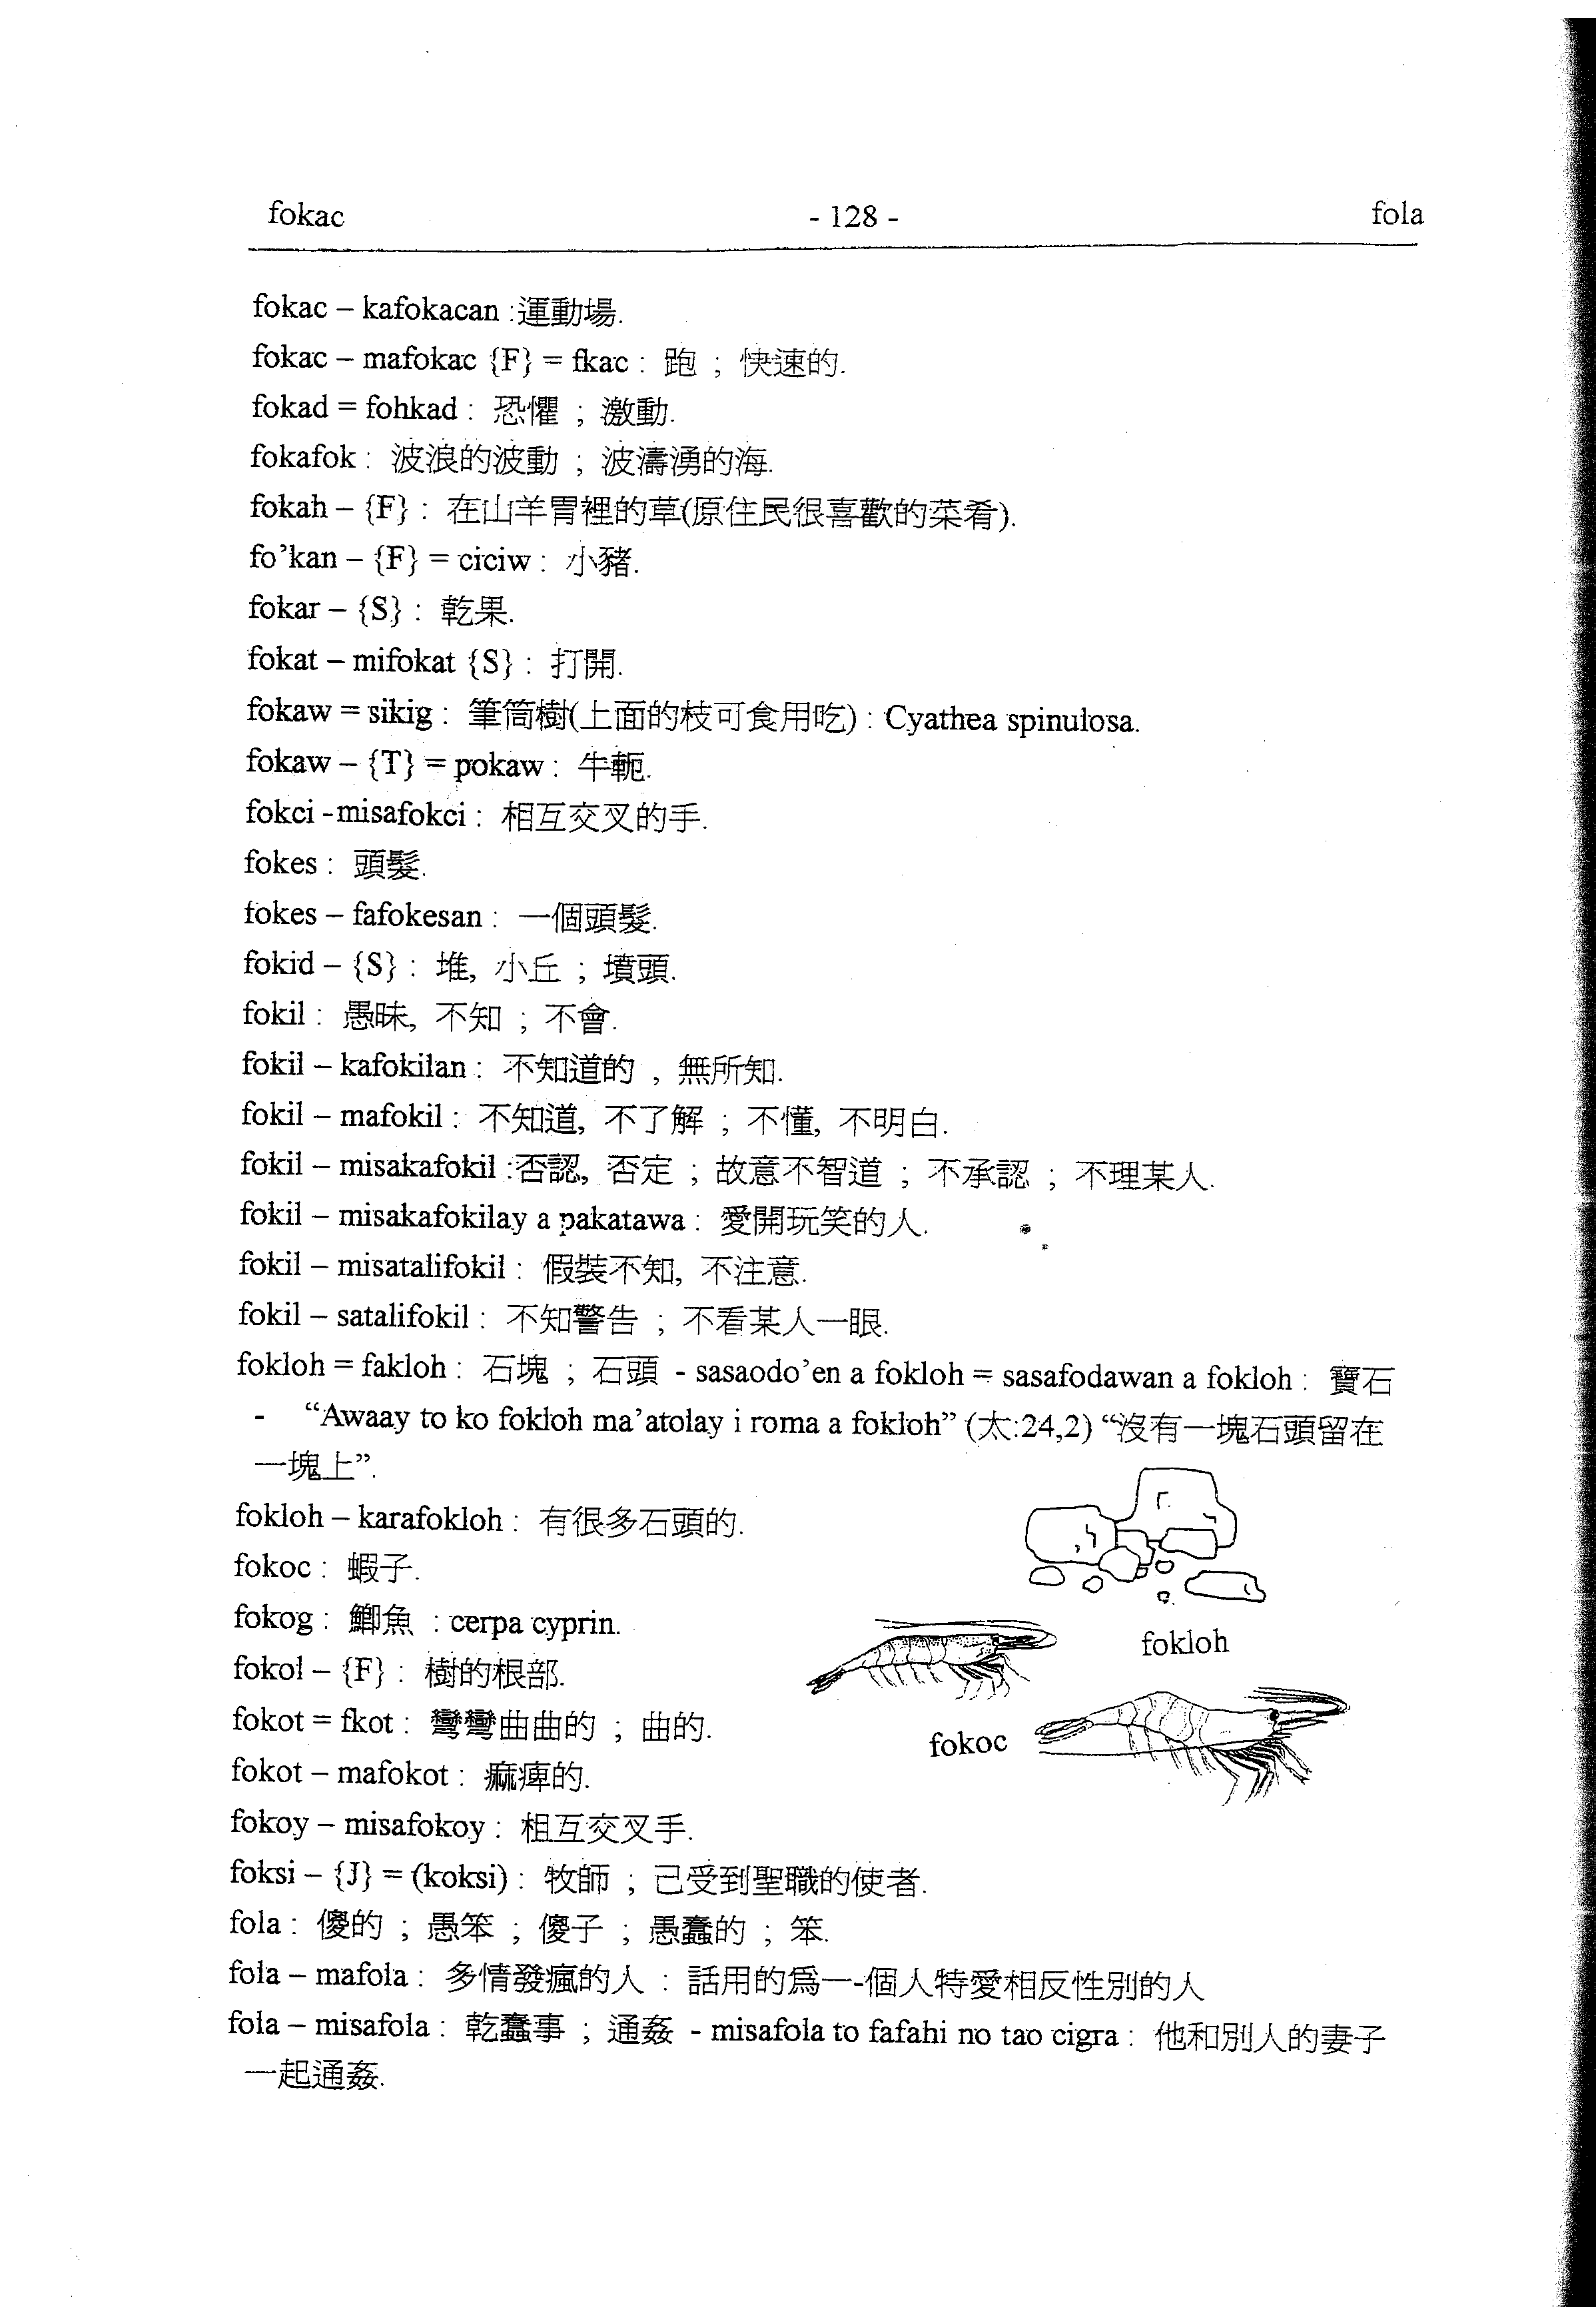 fokac - 128 - fola
fokac – kafokacan :運動場.
fokac – mafokac {F} = fkac : 跑 ; 快速的.
fokad = fohkad : 恐懼 ; 激動.
fokafok : 波浪的波動 ; 波濤湧的海.
fokah – {F} : 在山羊胃裡的草(原住民很喜歡的菜肴).
fo’kan – {F} = ciciw : 小豬.
fokar – {S} : 乾果.
fokat – mifokat {S} : 打開.
fokaw = sikig : 筆筒樹(上面的枝可食用吃) : Cyathea spinulosa.
fokaw – {T} = pokaw : 牛軛.
fokci -misafokci : 相互交叉的手.
fokes : 頭髮.
fokes – fafokesan : 一個頭髮.
fokid – {S} : 堆, 小丘 ; 墳頭.
fokil : 愚昧, 不知 ; 不會.
fokil – kafokilan : 不知道的 , 無所知.
fokil – mafokil : 不知道, 不了解 ; 不懂, 不明白.
fokil – misakafokil :否認, 否定 ; 故意不智道 ; 不承認 ; 不理某人.
fokil – misakafokilay a pakatawa : 愛開玩笑的人.
fokil – misatalifokil : 假裝不知, 不注意.
fokil – satalifokil : 不知警告 ; 不看某人一眼.
fokloh = fakloh : 石塊 ; 石頭 - sasaodo’en a fokloh = sasafodawan a fokloh : 寶石
- “Awaay to ko fokloh ma’atolay i roma a fokloh” (太:24,2) “沒有一塊石頭留在
一塊上”.
fokloh – karafokloh : 有很多石頭的.
fokoc : 蝦子.
fokog : 鯽魚 : cerpa cyprin.
fokloh
fokol – {F} : 樹的根部.
fokot = fkot : 彎彎曲曲的 ; 曲的.
fokoc
fokot – mafokot : 痲痺的.
fokoy – misafokoy : 相互交叉手.
foksi – {J} = (koksi) : 牧師 ; 己受到聖職的使者.
fola : 傻的 ; 愚笨 ; 傻子 ; 愚蠢的 ; 笨.
fola – mafola : 多情發瘋的人 : 話用的爲一-個人特愛相反性別的人
fola – misafola : 乾蠢事 ; 通姦 - misafola to fafahi no tao cigra : 他和別人的妻子
一起通姦.